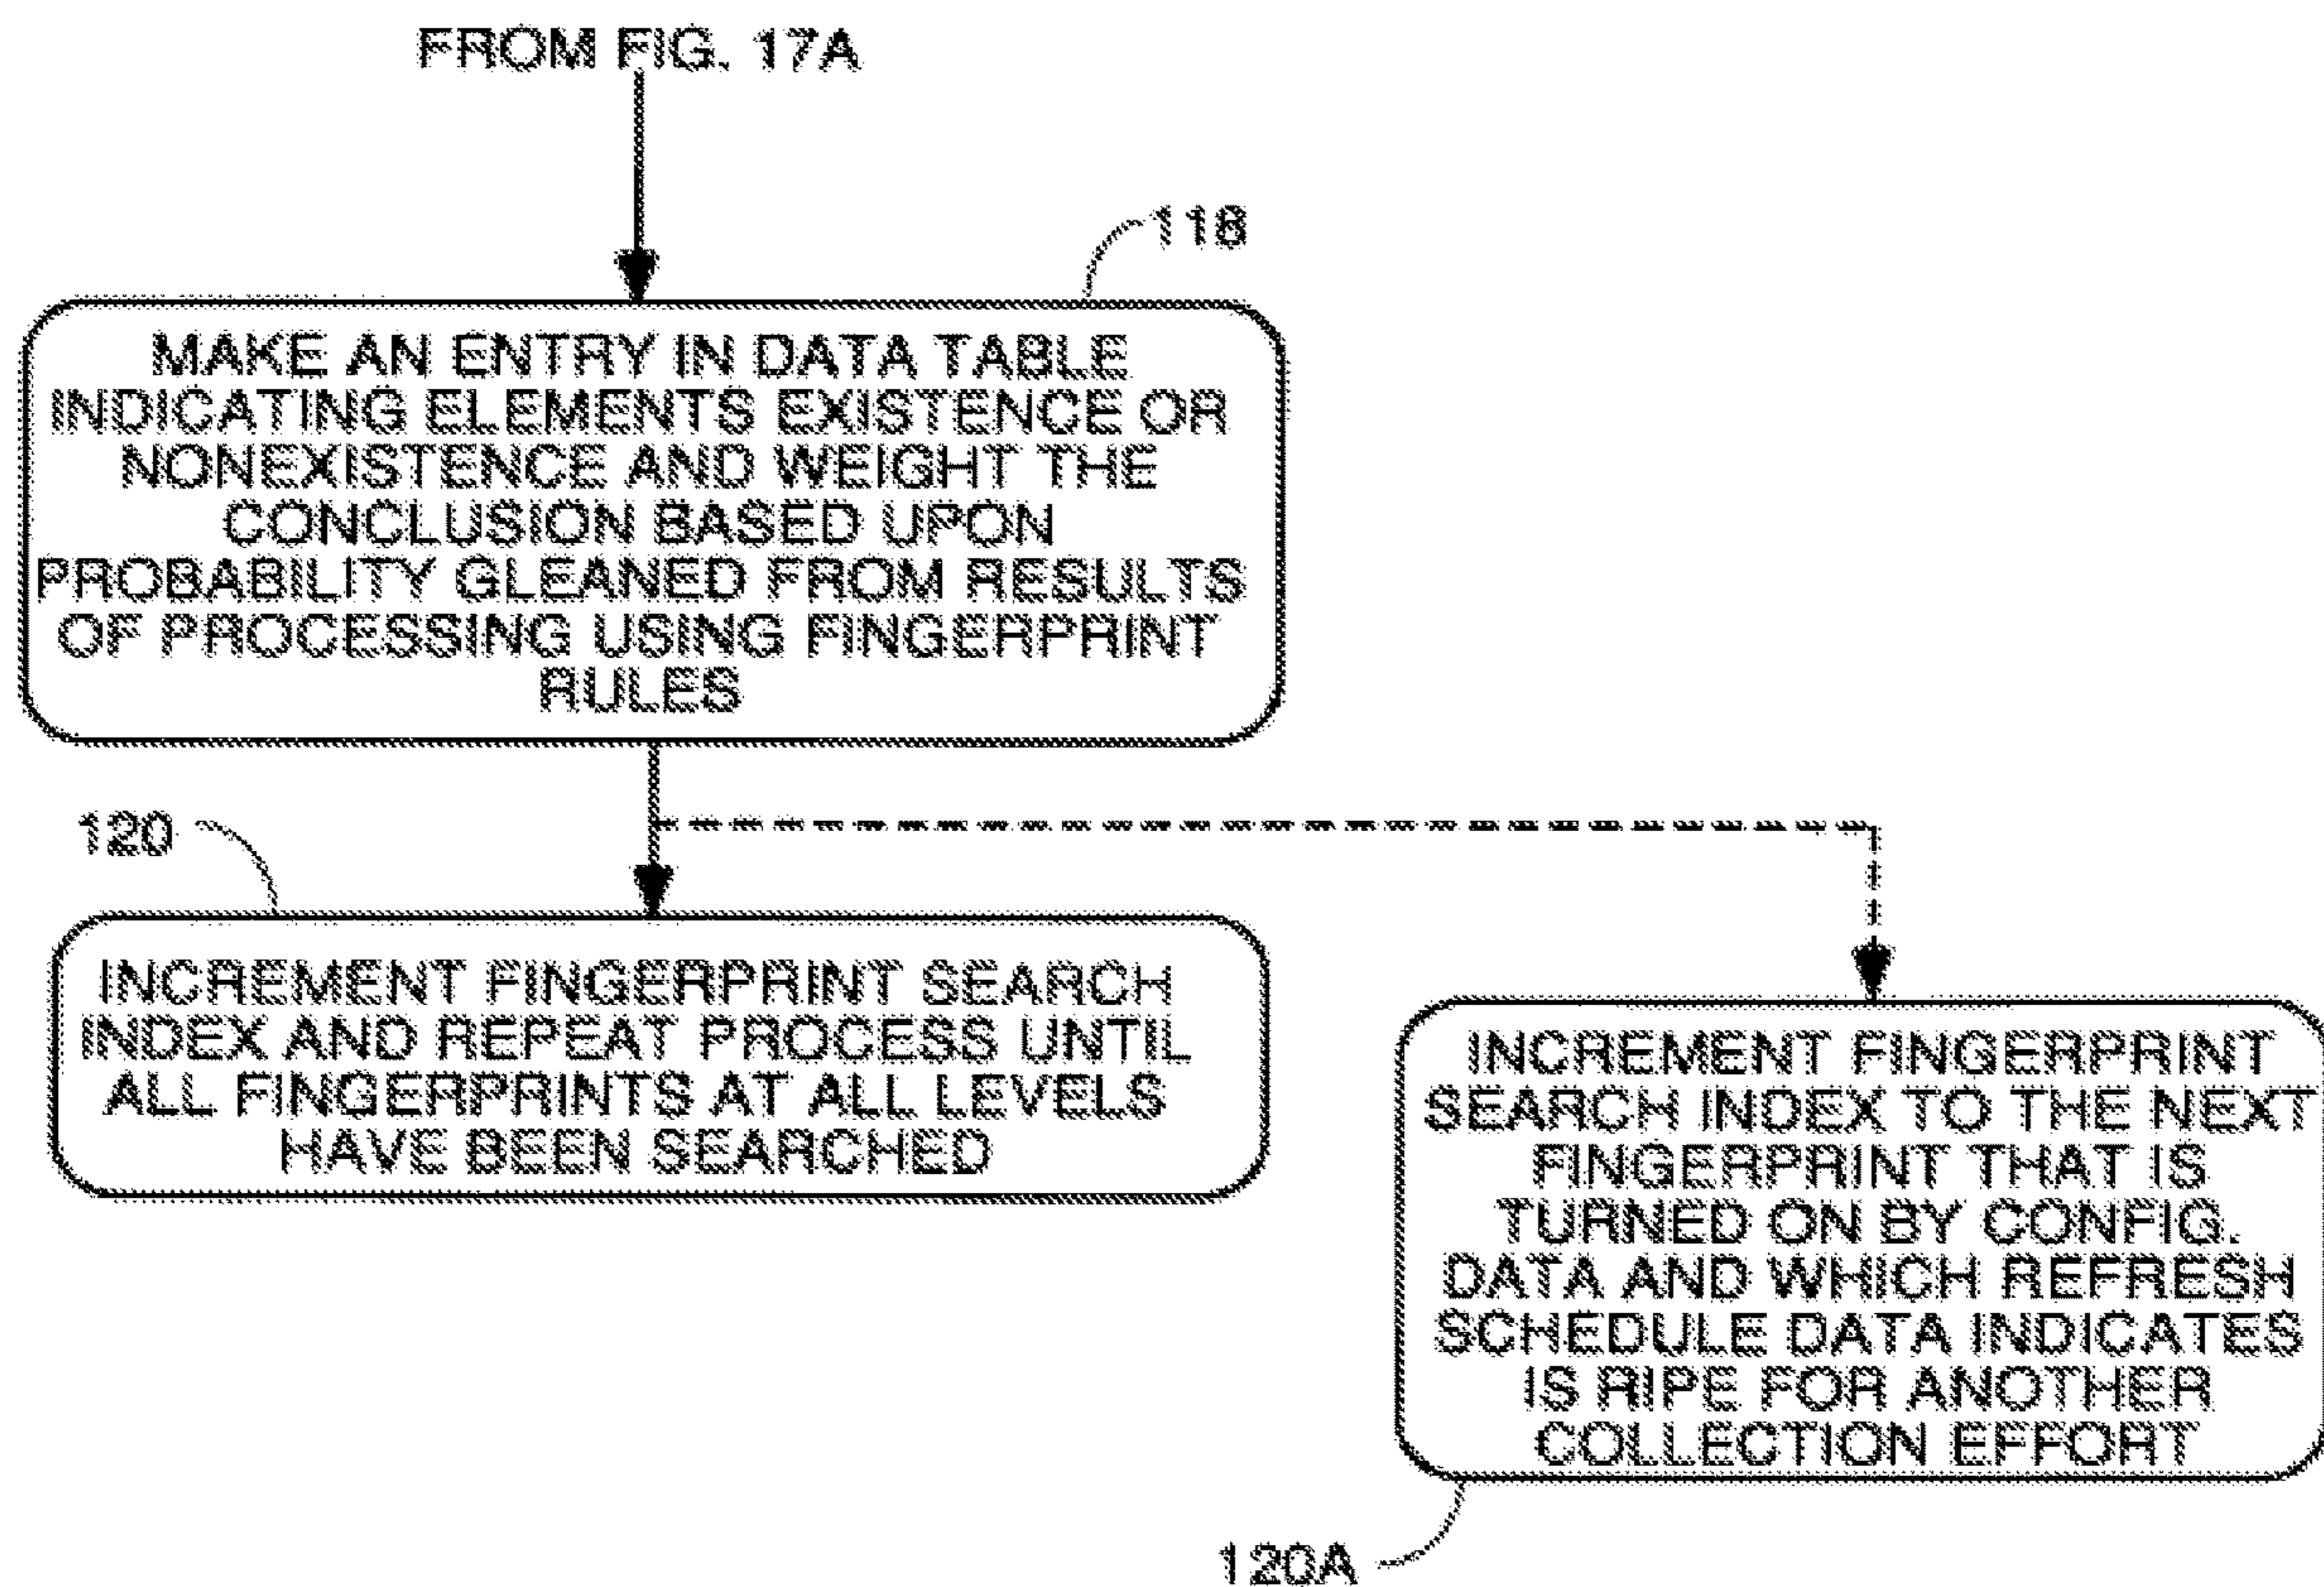 FROM FIG. 17A
118
MAKE AN ENTRY IN DATA TABLE
INDICATING ELEMENTS EXISTENCE OR
NONEXISTENCE AND WEIGHT THE
CONCLUSION BASED UPON
PROBABILITY GLEANED FROM RESULTS
OF PROCESSING USING FINGERPRINT
RULES
120
INCREMENT FINGERPRINT SEARCH
INDEX AND REPEAT PROCESS UNTIL
ALL FINGERPRINTS AT ALL LEVELS
HAVE BEEN SEARCHED
INCREMENT FINGERPRINT
SEARCH INDEX TO THE NEXT
FINGERPRINT THAT IS
TURNED ON BY CONFIG.
DATA AND WHICH REFRESH
SCHEDULE DATA INDICATES
IS RIPE FOR ANOTHER
COLLECTION EFFORT
120A